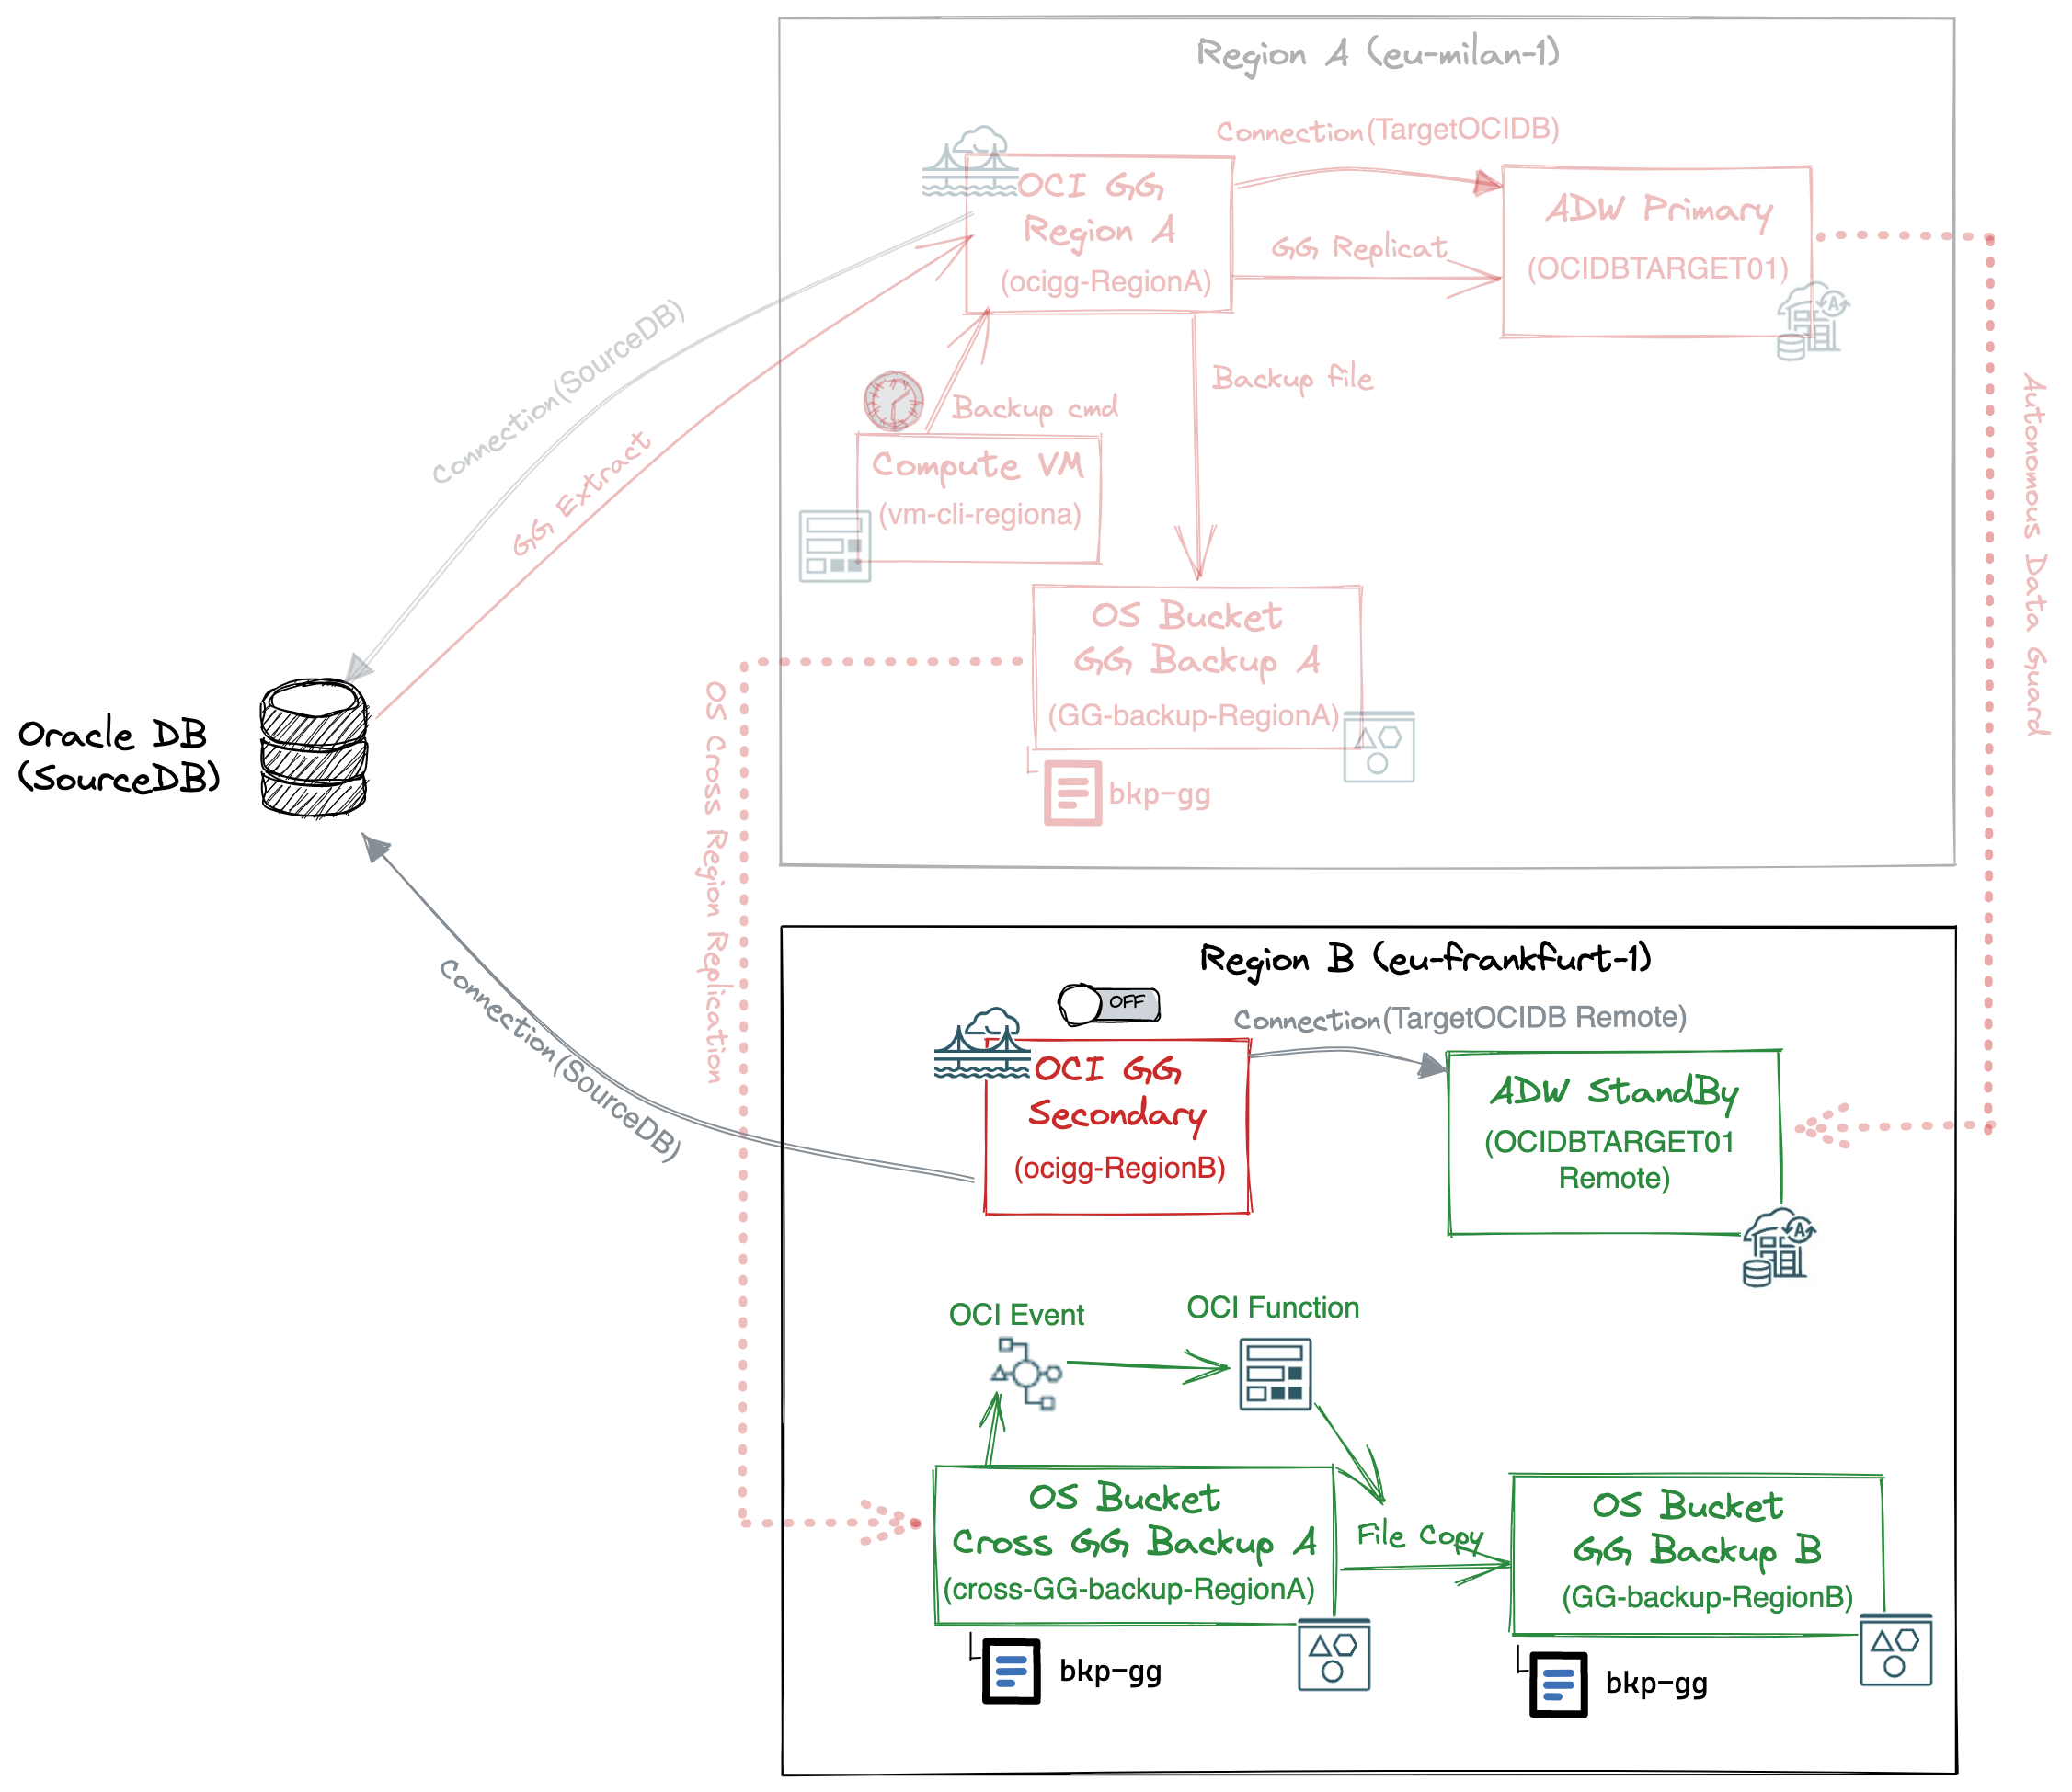 Region A (eu-milan-1)
Connection(TargetOCIDB)
OCI GG
Region A
(ocigg-RegionA)
ADW Primary
(OCIDBTARGET01)
GG Replicat
Connection(SourceDB)
GG Extract
Backup file
Backup cmd
Compute VM
(vm-cli-regiona)
Autonomous Data Guard
OS Bucket
GG Backup A
(GG-backup-RegionA)
bkp-gg
OS Cross Region Replication
Oracle DB
(SourceDB)
Region B (eu-frankfurt-1)
OFF
Connection(TargetOCIDB Remote)
Connection(SourceDB)
OCI GG
Secondary
(ocigg-RegionB)
ADW StandBy
(OCIDBTARGET01
Remote)
A
A
OCI Event
OCI Function
OS Bucket
Cross GG Backup A
(cross-GG-backup-RegionA)
File Copy
OS Bucket
GG Backup B
(GG-backup-RegionB)
bkp-gg
bkp-gg